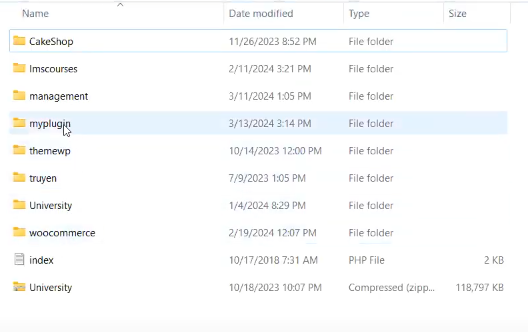 Name Date modified Type Size
CakeShop 11/26/2023 8:52 PM File folder
lmscourses 2/11/2024 3:21 PM File folder
management 3/11/2024 1:05 PM File folder
myplugin 3/13/2024 3:14 PM File folder
themewp 10/14/2023 12:00 PM File folder
truyen 7/9/2023 1:05 PM File folder
University 1/4/2024 8:29 PM File folder
woocommerce 2/19/2024 12:07 PM File folder
index 10/17/2018 7:31 AM PHP File 2 KB
University 10/18/2023 10:07 PM Compressed (zipp... 118,797 KB